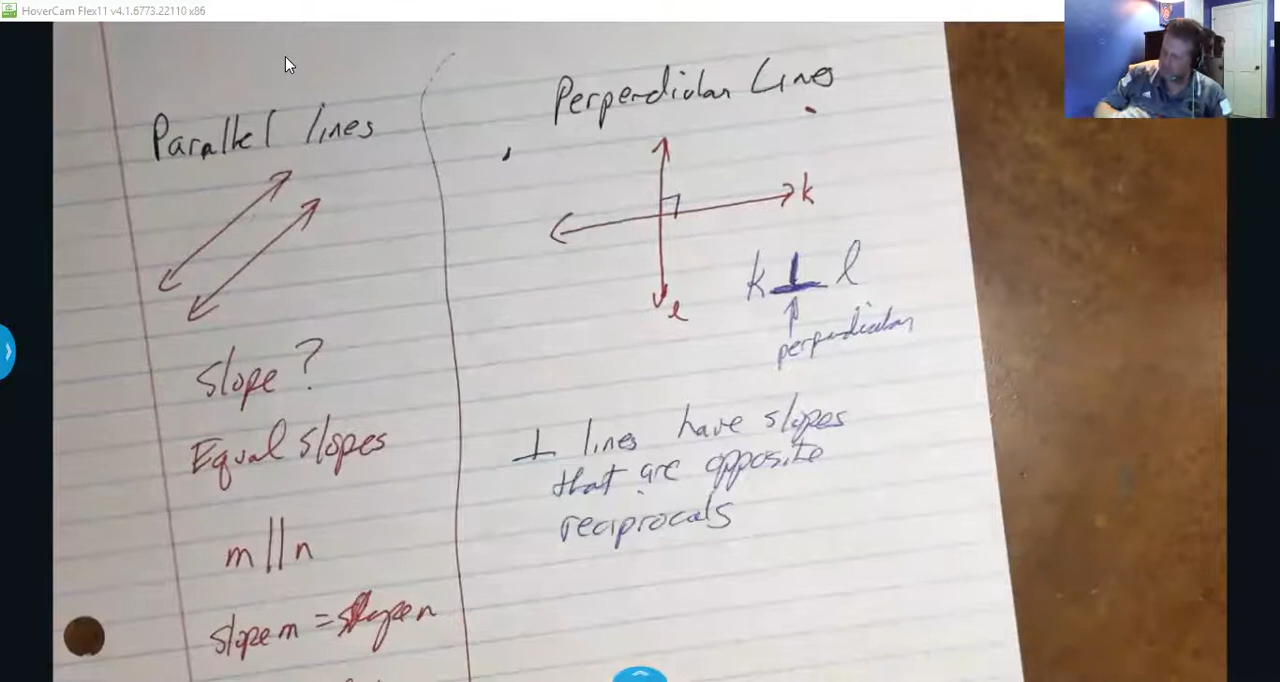 HoverCam Flex11 v4.1.6773.22110 x86
Parallel lines
Slope?
Equal slopes
m || n
slope m = slope n
Perpendicular Lines
k
l
k ⊥ l
perpendicular
⊥ lines have slopes
that are opposite
reciprocals